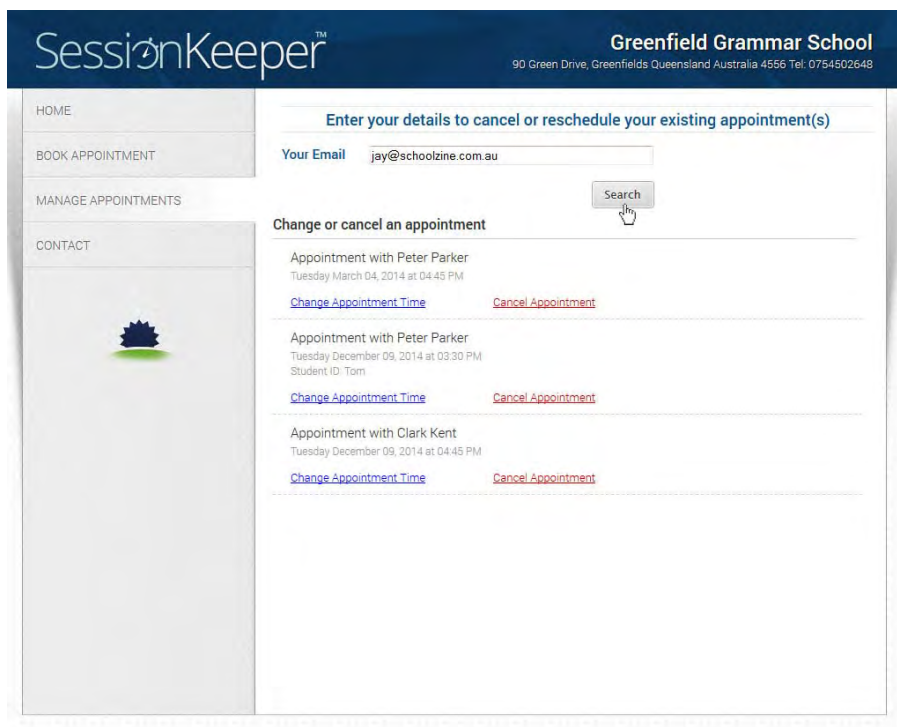 SessionKeeper™
Greenfield Grammar School
90 Green Drive, Greenfields Queensland Australia 4556 Tel: 0754502648
HOME
BOOK APPOINTMENT
MANAGE APPOINTMENTS
CONTACT
Enter your details to cancel or reschedule your existing appointment(s)
Your Email jay@schoolzine.com.au
Search
Change or cancel an appointment
Appointment with Peter Parker
Tuesday March 04, 2014 at 04:45 PM
Change Appointment Time Cancel Appointment
Appointment with Peter Parker
Tuesday December 09, 2014 at 03:30 PM
Student ID: Tom
Change Appointment Time Cancel Appointment
Appointment with Clark Kent
Tuesday December 09, 2014 at 04:45 PM
Change Appointment Time Cancel Appointment